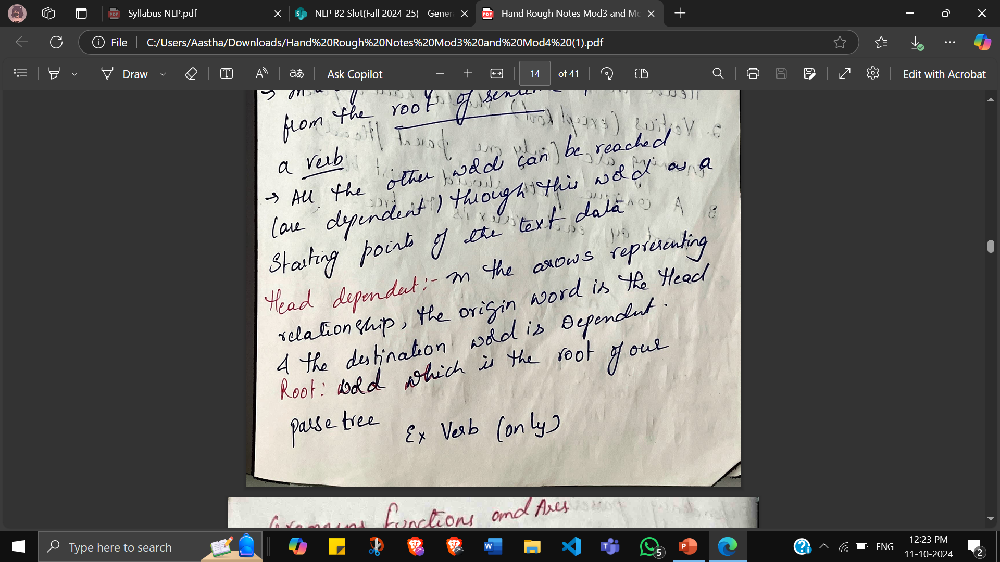 Syllabus NLP.pdf
NLP B2 Slot(Fall 2024-25) - Gener
Hand Rough Notes Mod3 and Mo
File
C:/Users/Aastha/Downloads/Hand%20Rough%20Notes%20Mod3%20and%20Mod4%20(1).pdf
Draw
aあ
Ask Copilot
14
of 41
Edit with Acrobat
of sentence
from the root
a verb
→ All the other word can be reached
(are dependent) through this word as a
Starting points of the text data
Head dependent:- In the arrows representing
relationship, the origin word is the Head
& the destination word is Dependent.
Root: word which is the root of our
parse tree Ex Verb (only)
functions and Arcs
Type here to search
5
ENG
12:23 PM
11-10-2024
2